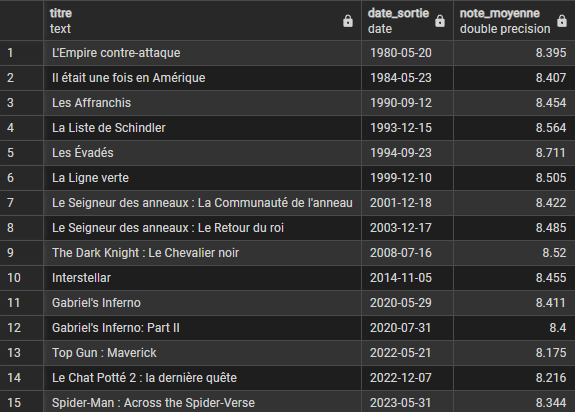 titre date_sortie note_moyenne
text date double precision
1 L'Empire contre-attaque 1980-05-20 8.395
2 Il était une fois en Amérique 1984-05-23 8.407
3 Les Affranchis 1990-09-12 8.454
4 La Liste de Schindler 1993-12-15 8.564
5 Les Évadés 1994-09-23 8.711
6 La Ligne verte 1999-12-10 8.505
7 Le Seigneur des anneaux : La Communauté de l'anneau 2001-12-18 8.422
8 Le Seigneur des anneaux : Le Retour du roi 2003-12-17 8.485
9 The Dark Knight : Le Chevalier noir 2008-07-16 8.52
10 Interstellar 2014-11-05 8.455
11 Gabriel's Inferno 2020-05-29 8.411
12 Gabriel's Inferno: Part II 2020-07-31 8.4
13 Top Gun : Maverick 2022-05-21 8.175
14 Le Chat Potté 2 : la dernière quête 2022-12-07 8.216
15 Spider-Man : Across the Spider-Verse 2023-05-31 8.344